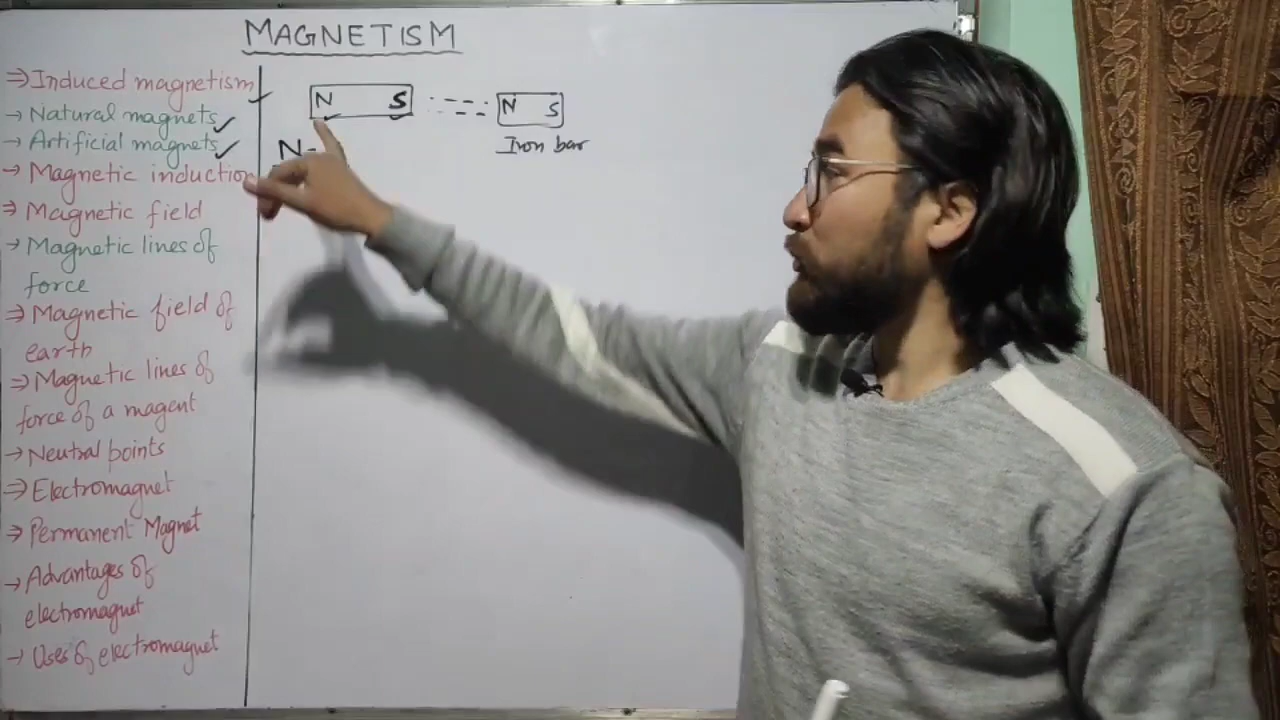 MAGNETISM
⇒ Induced magnetism
→ Natural magnets ✓
→ Artificial magnets ✓
→ Magnetic induction
⇒ Magnetic field
→ Magnetic lines of
force
⇒ Magnetic field of
earth
⇒ Magnetic lines of
force of a magent
→ Neutral points
⇒ Electromagnet
→ Permanent Magnet
→ Advantages of
electromagnet
→ Uses of electromagnet
N S N S
Iron bar
N-